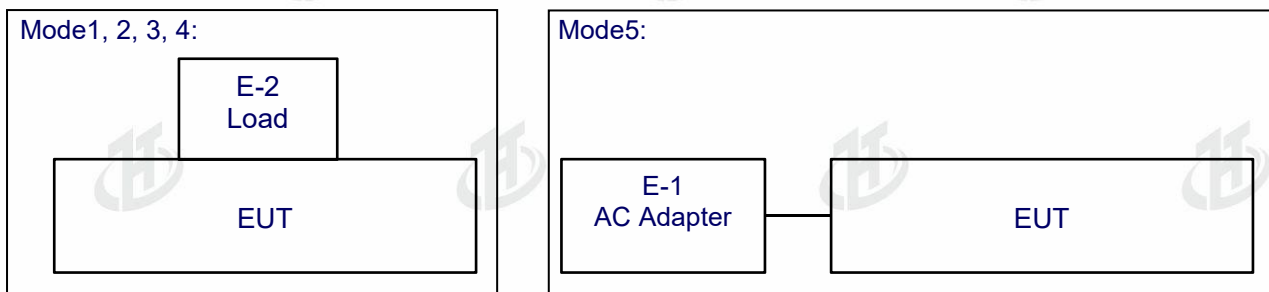 Mode1, 2, 3, 4:
E-2
Load
EUT
Mode5:
E-1
AC Adapter
EUT